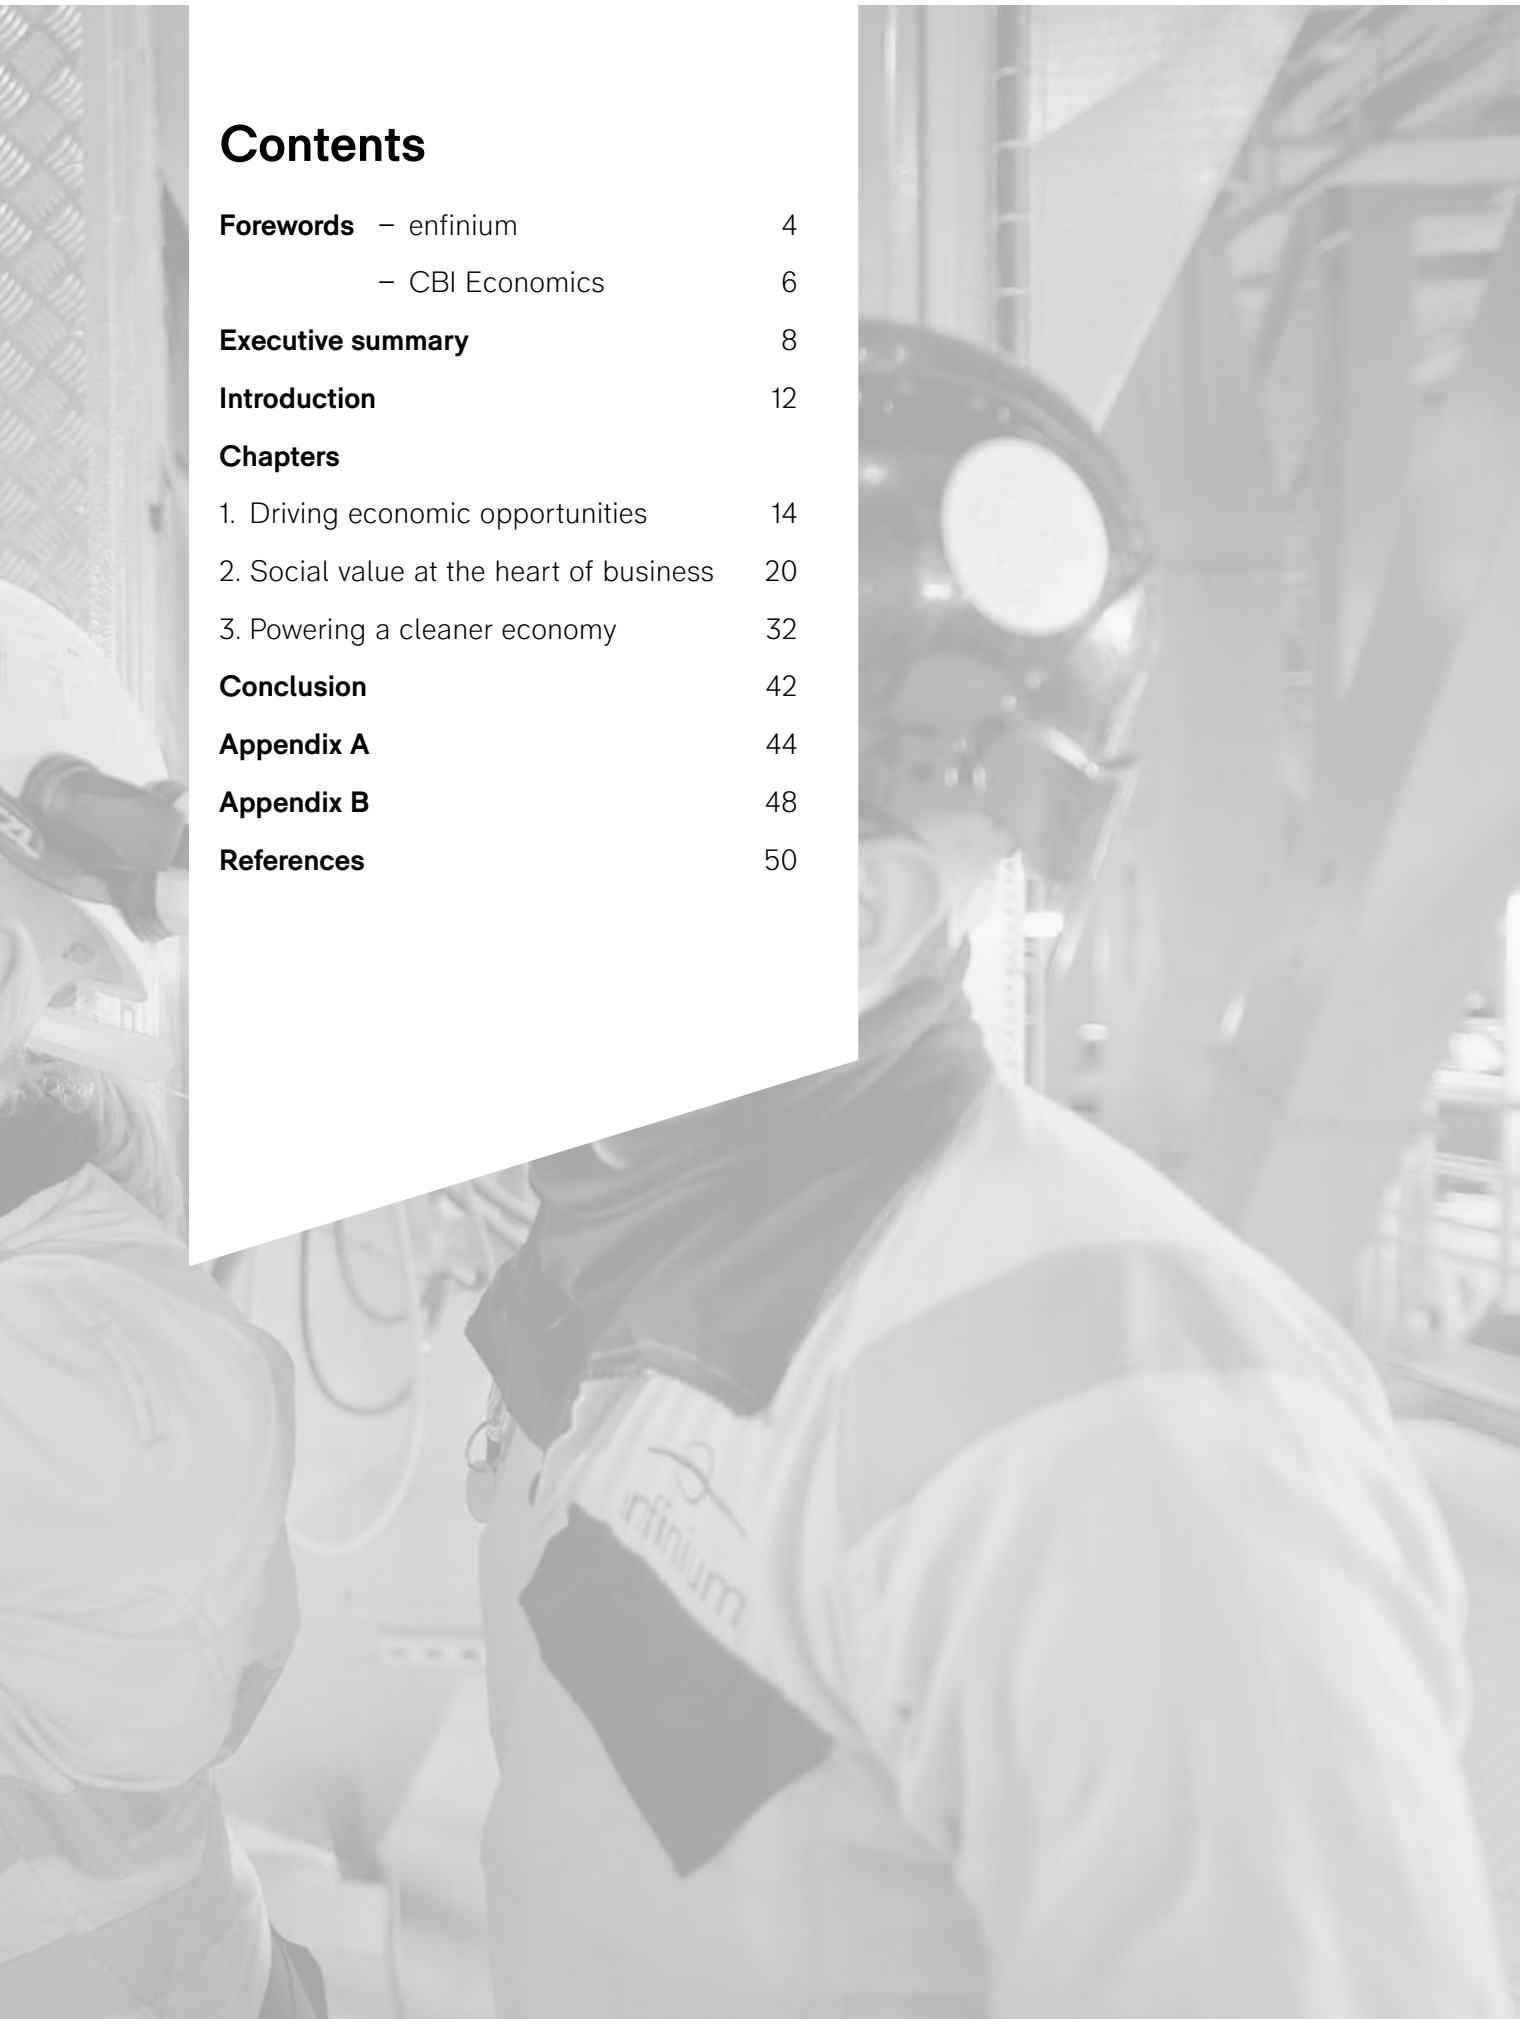 Contents
Forewords – enfinium 4
– CBI Economics 6
Executive summary 8
Introduction 12
Chapters
1. Driving economic opportunities 14
2. Social value at the heart of business 20
3. Powering a cleaner economy 32
Conclusion 42
Appendix A 44
Appendix B 48
References 50
enfinium